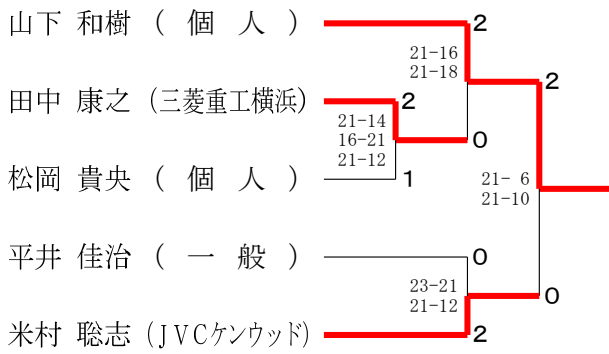 山下 和樹 ( 個 人 ) 2
21-16
21-18
2
田中 康之 (三菱重工横浜) 2
21-14
16-21
21-12
0
松岡 貴央 ( 個 人 ) 1
21- 6
21-10
平井 佳治 ( 一 般 ) 0
23-21
21-12
0
米村 聡志 (JVCケンウッド) 2